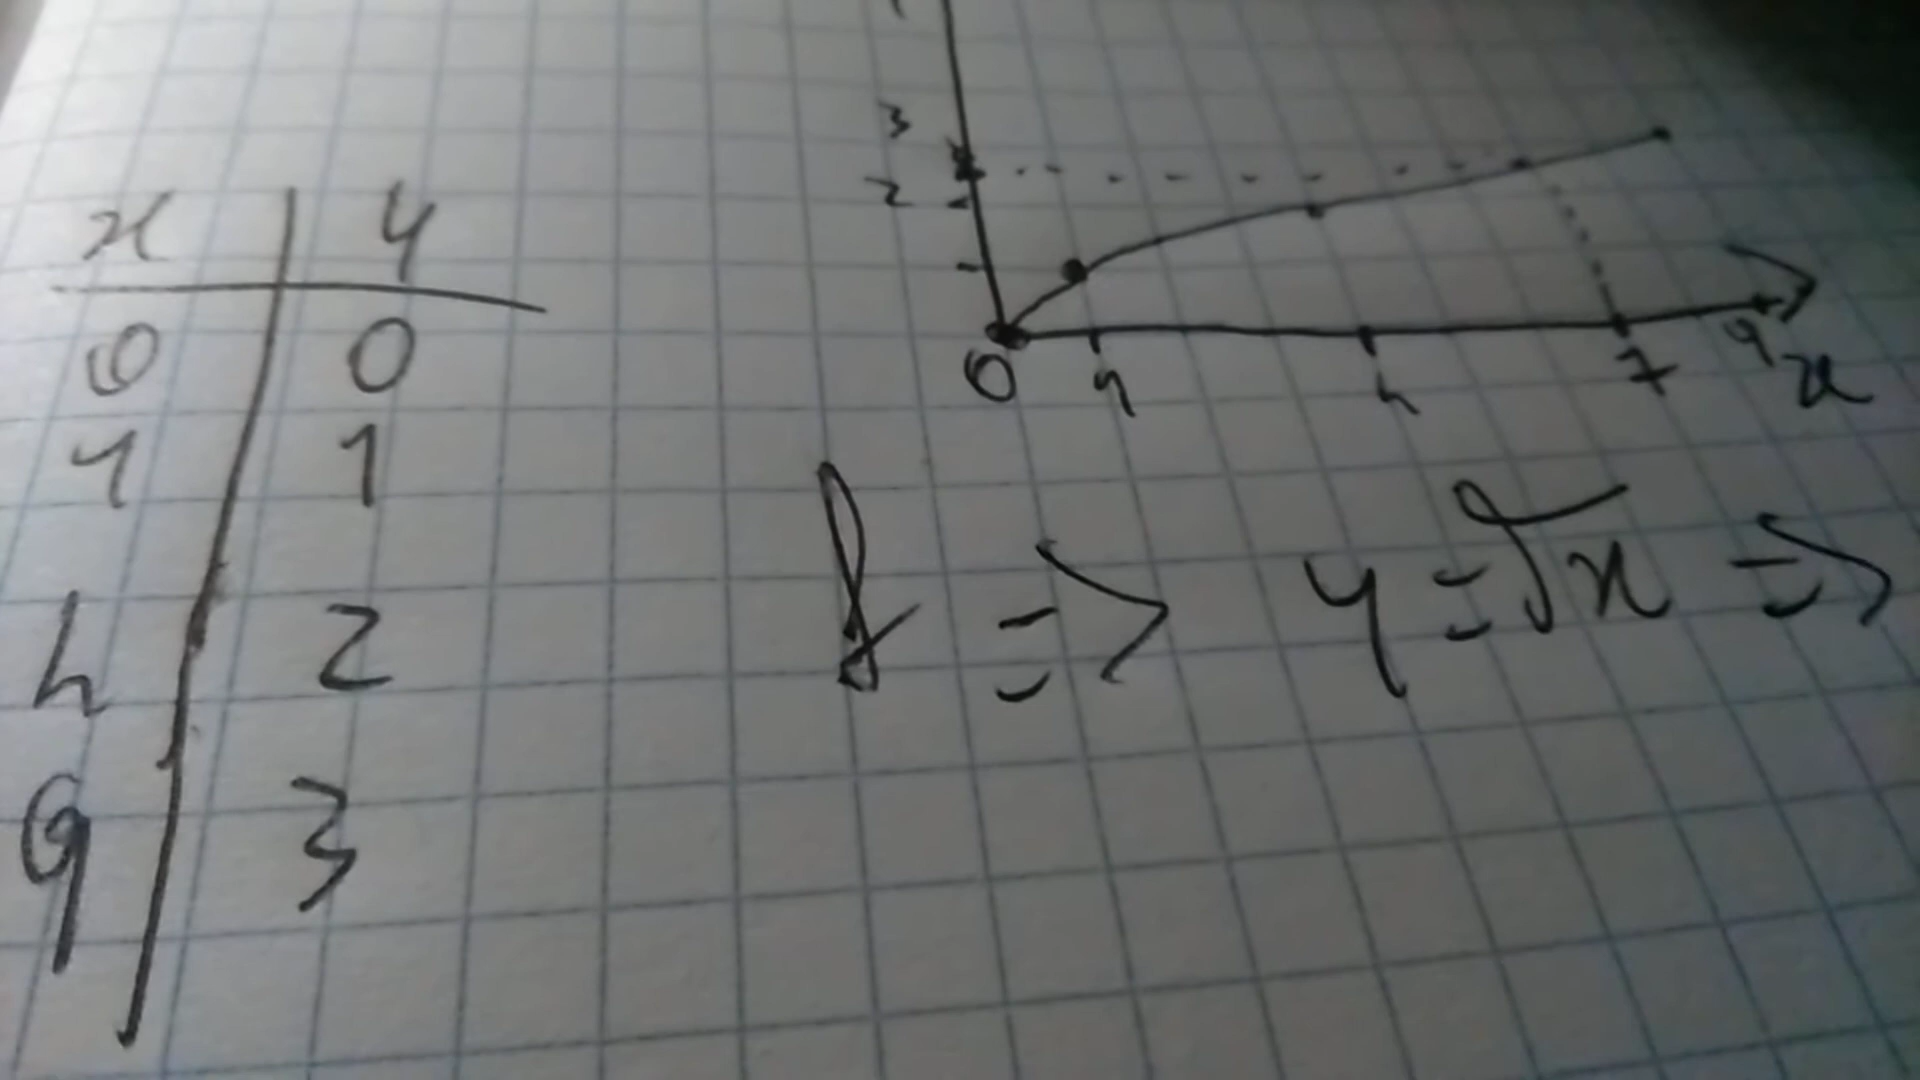 x y
0 0
1 1
4 2
9 3
3
2
0 1 4 7 9
x
f => y = √x =>